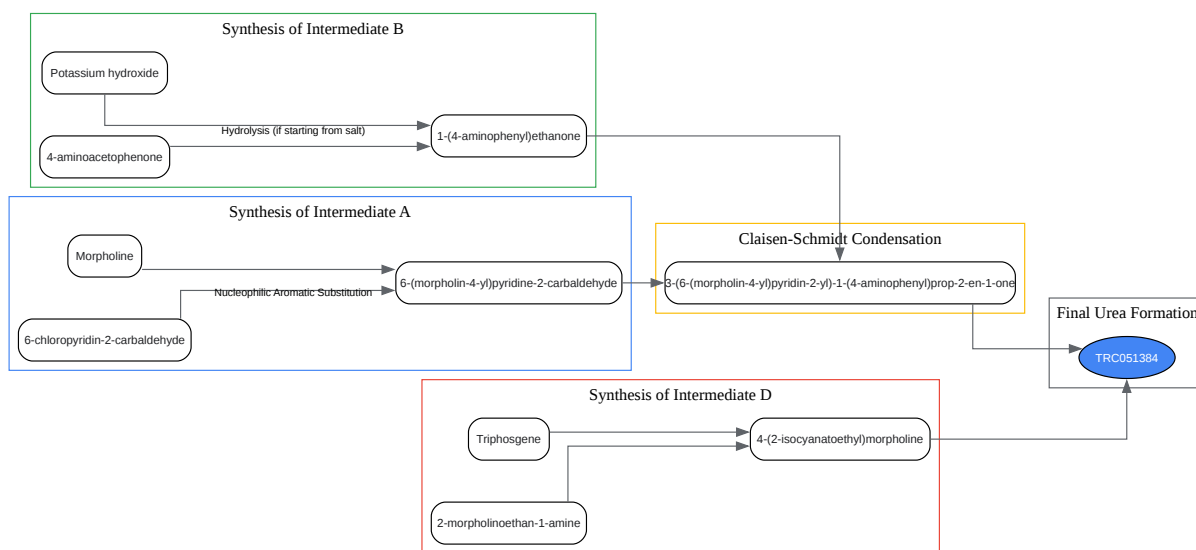 Synthesis of Intermediate B
Potassium hydroxide
Hydrolysis (if starting from salt)
4-aminoacetophenone
1-(4-aminophenyl)ethanone
Synthesis of Intermediate A
Morpholine
Nucleophilic Aromatic Substitution
6-chloropyridin-2-carbaldehyde
6-(morpholin-4-yl)pyridine-2-carbaldehyde
Claisen-Schmidt Condensation
3-(6-(morpholin-4-yl)pyridin-2-yl)-1-(4-aminophenyl)prop-2-en-1-one
Final Urea Formation
TRC051384
Synthesis of Intermediate D
Triphosgene
4-(2-isocyanatoethyl)morpholine
2-morpholinoethan-1-amine